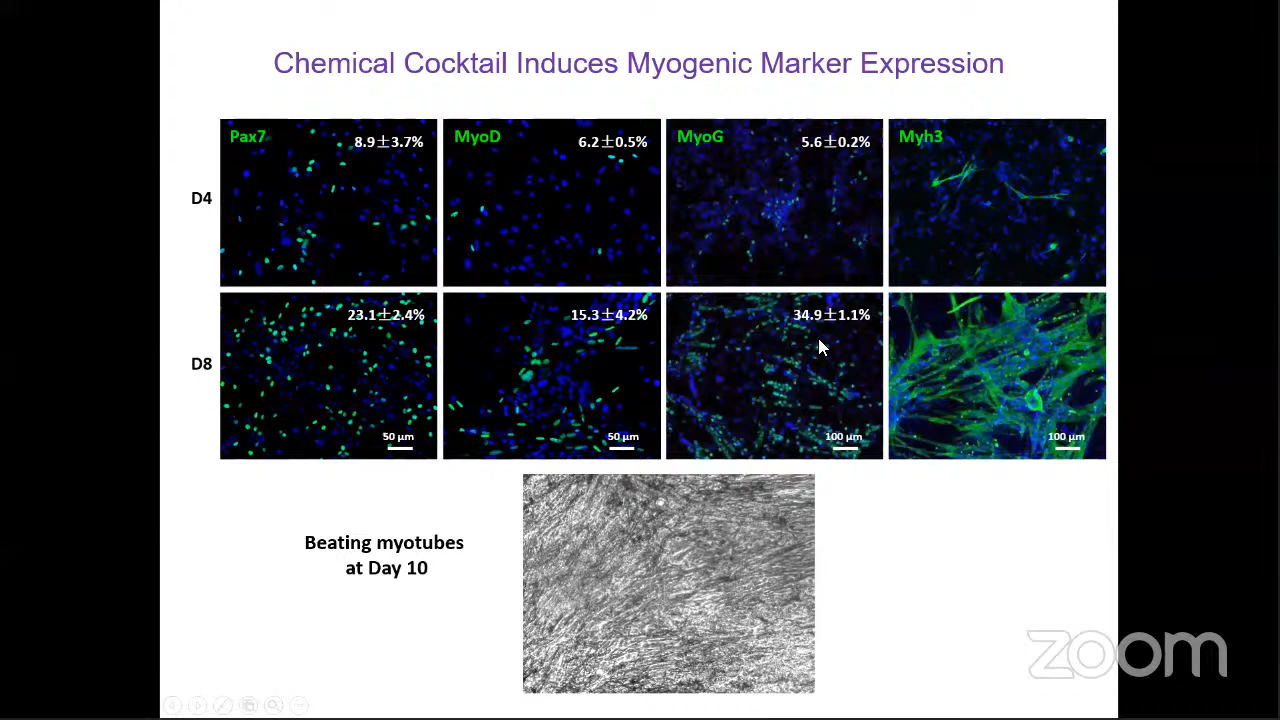 Chemical Cocktail Induces Myogenic Marker Expression
Pax7
8.9±3.7%
MyoD
6.2±0.5%
MyoG
5.6±0.2%
Myh3
D4
23.1±2.4%
15.3±4.2%
34.9±1.1%
D8
50 µm
50 µm
100 µm
100 µm
Beating myotubes
at Day 10
zoom